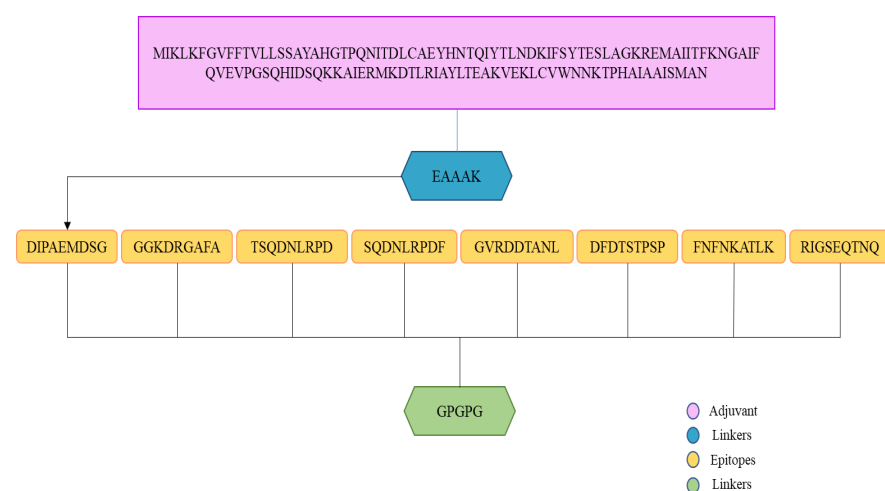 MIKLKFGVFFTVLLSSAYAHGTPQNITDLCAEYHNTQIYTLNDKIFSYTESLAGKREMAIITFKNGAIF
QVEVPGSQHIDSQKKAIERMKDTLRIAYLTEAKVEKLCVWNNKTPHAIAAISMAN
EAAAK
DIPAEMDSG
GGKDRGAFA
TSQDNLRPD
SQDNLRPDF
GVRDDTANL
DFDTSTPSP
FNFNKATLK
RIGSEQTNQ
GPGPG
Adjuvant
Linkers
Epitopes
Linkers